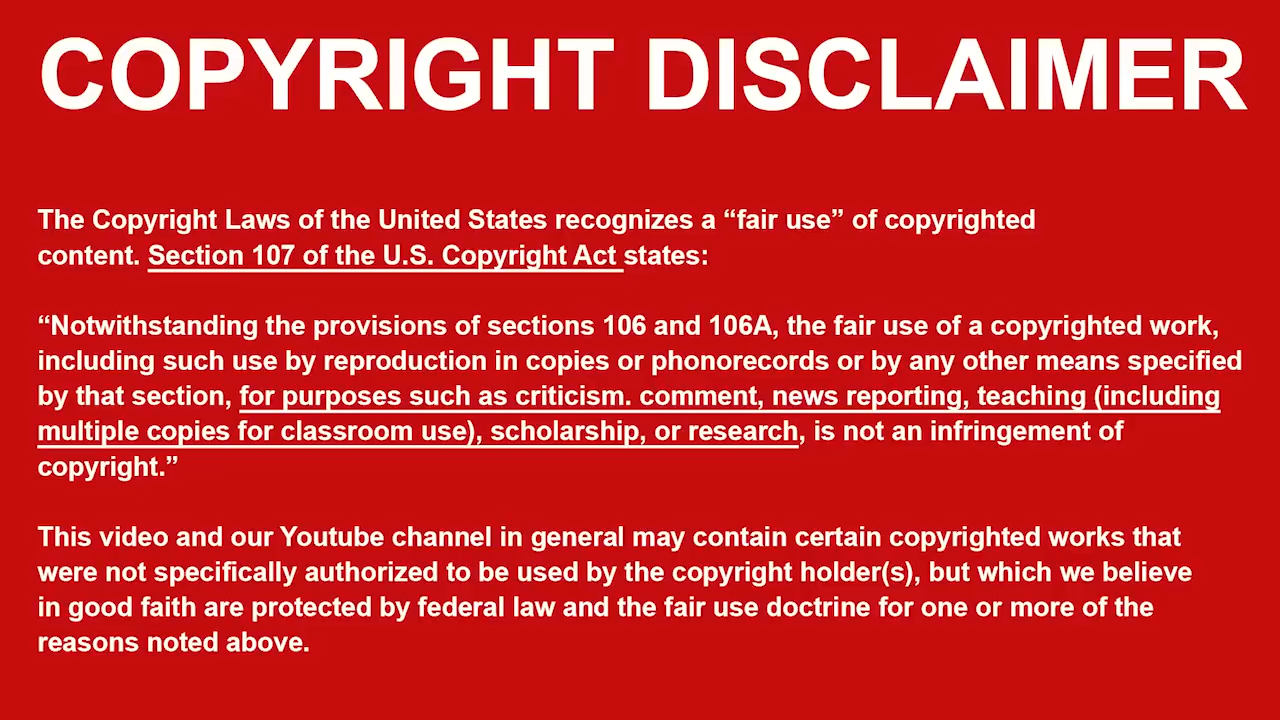 COPYRIGHT DISCLAIMER
The Copyright Laws of the United States recognizes a “fair use” of copyrighted
content. Section 107 of the U.S. Copyright Act states:
“Notwithstanding the provisions of sections 106 and 106A, the fair use of a copyrighted work,
including such use by reproduction in copies or phonorecords or by any other means specified
by that section, for purposes such as criticism. comment, news reporting, teaching (including
multiple copies for classroom use), scholarship, or research, is not an infringement of
copyright.”
This video and our Youtube channel in general may contain certain copyrighted works that
were not specifically authorized to be used by the copyright holder(s), but which we believe
in good faith are protected by federal law and the fair use doctrine for one or more of the
reasons noted above.